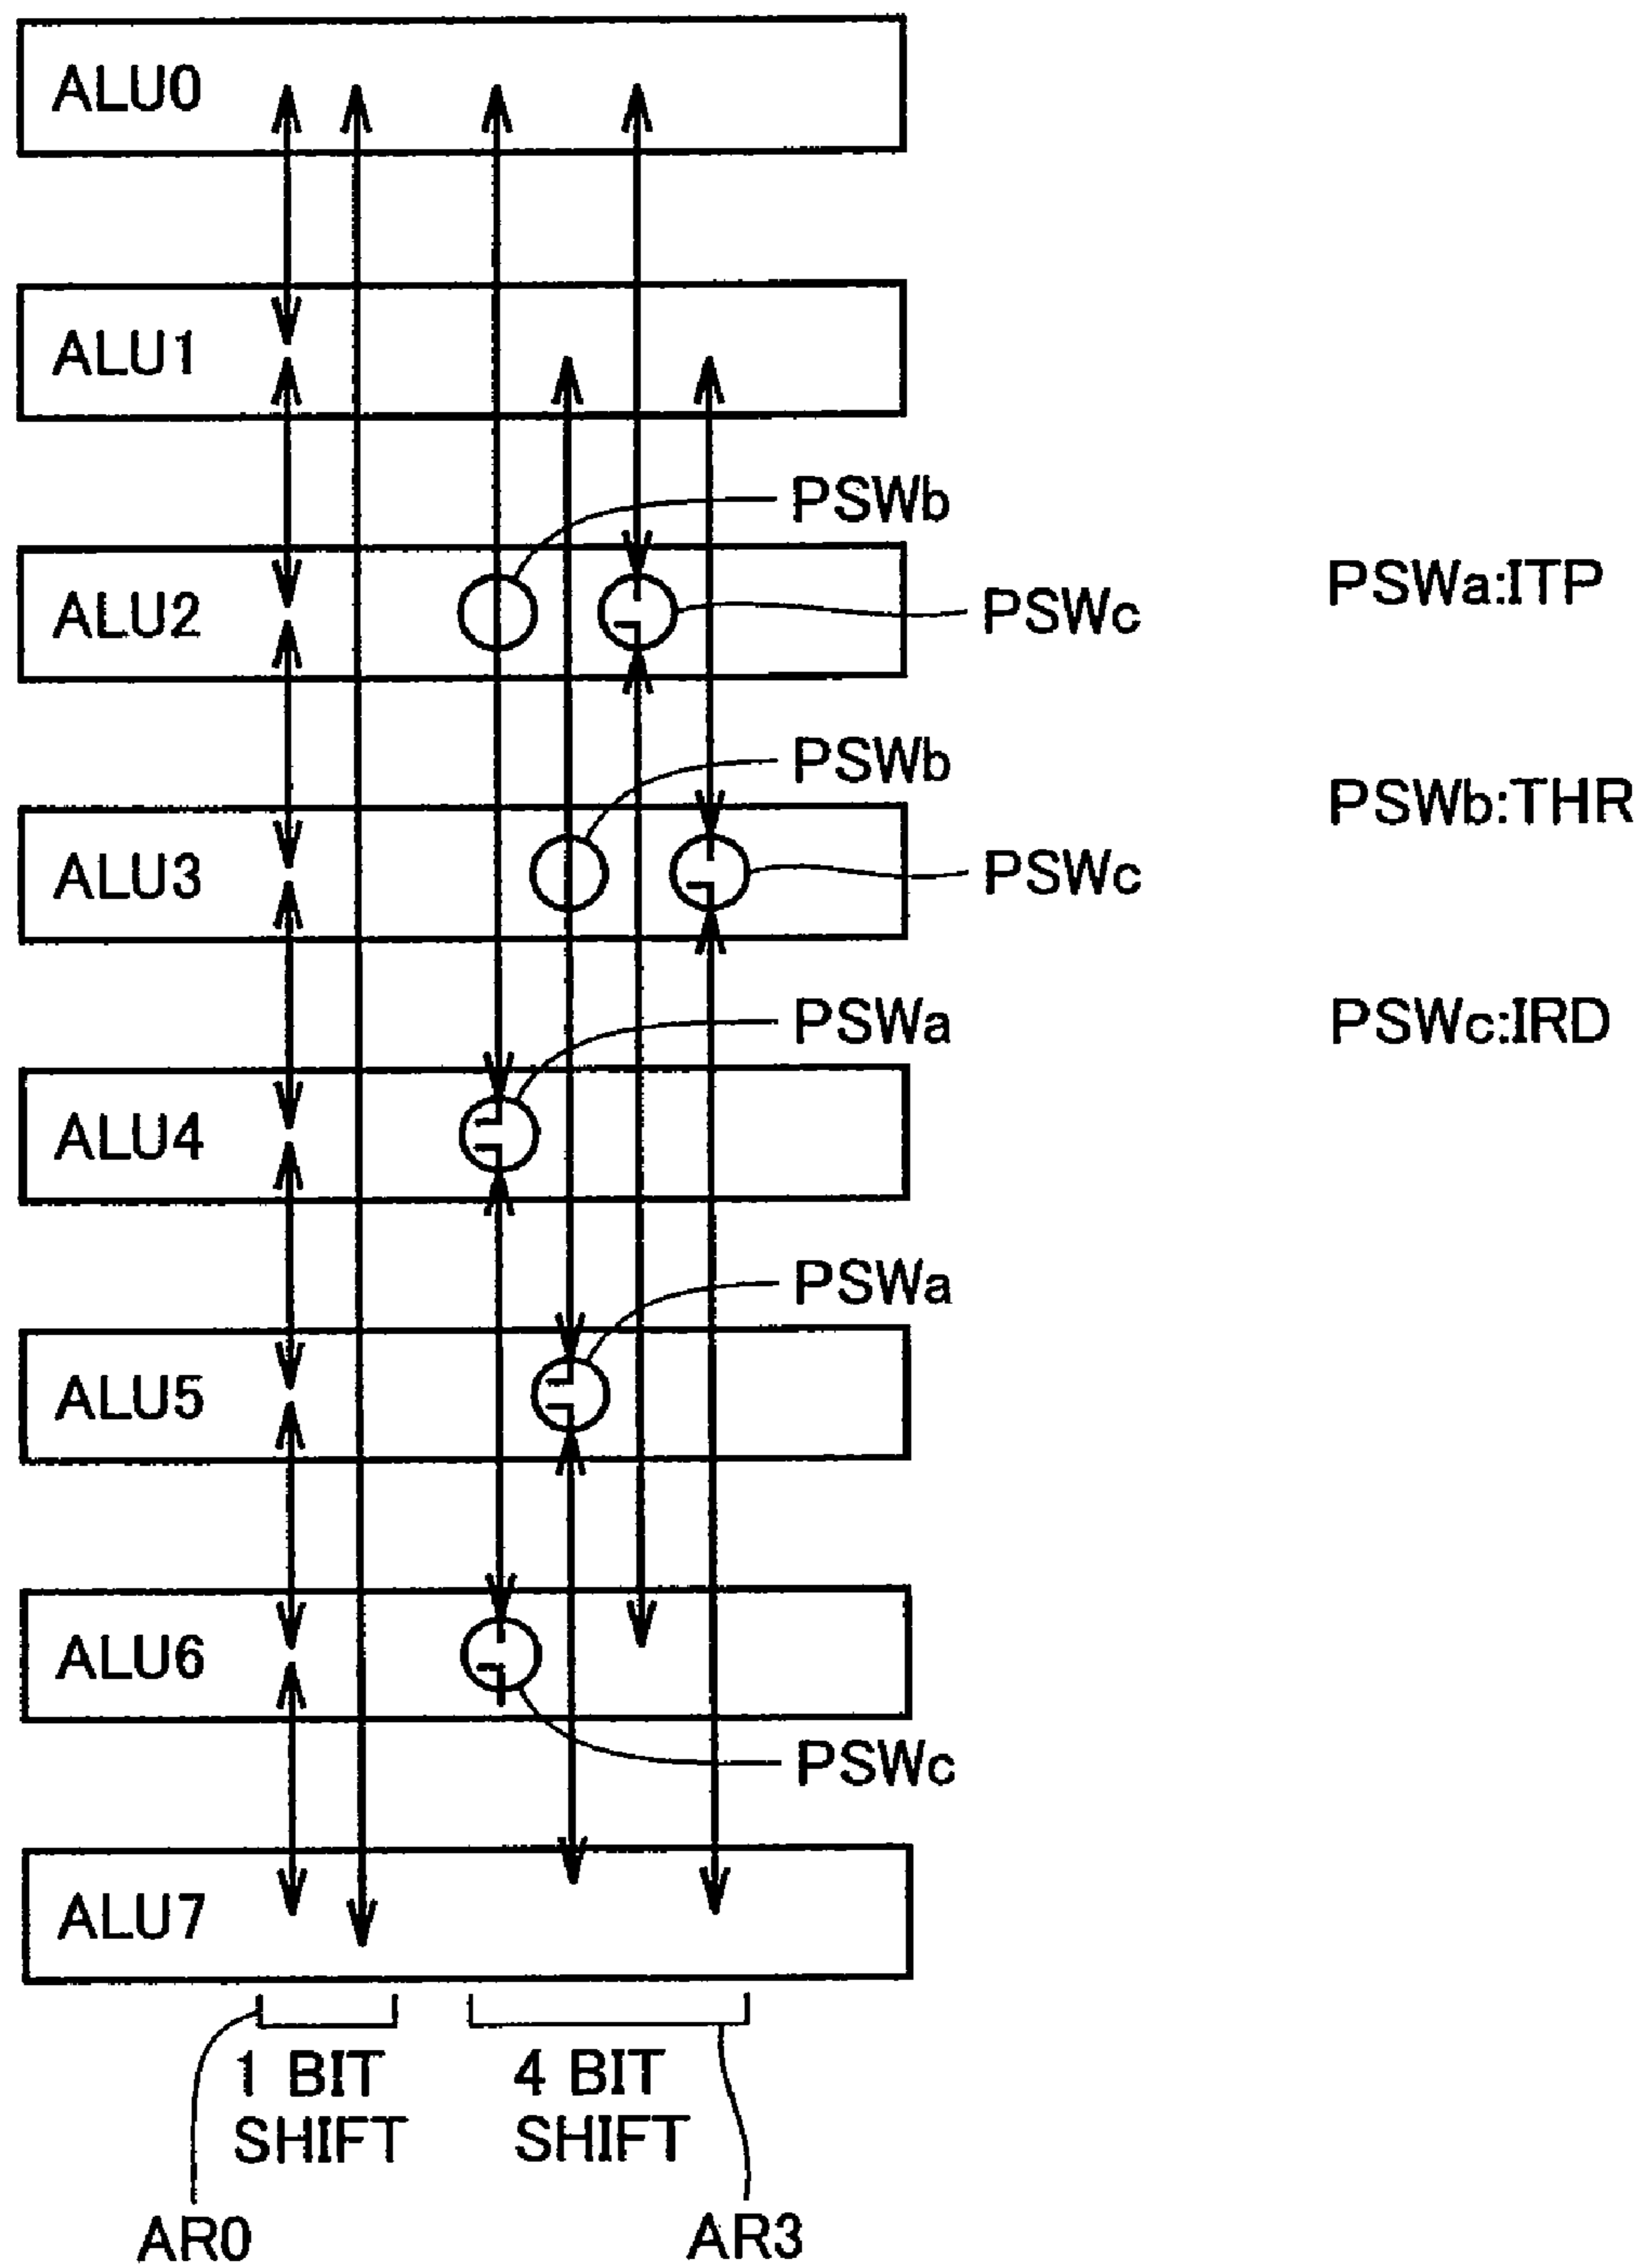 ALU0
ALU1
PSWb
ALU2
PSWc
PSWa:ITP
PSWb
PSWb:THR
ALU3
PSWc
PSWa
PSWc:IRD
ALU4
PSWa
ALU5
ALU6
PSWc
ALU7
1 BIT
SHIFT
4 BIT
SHIFT
AR0
AR3